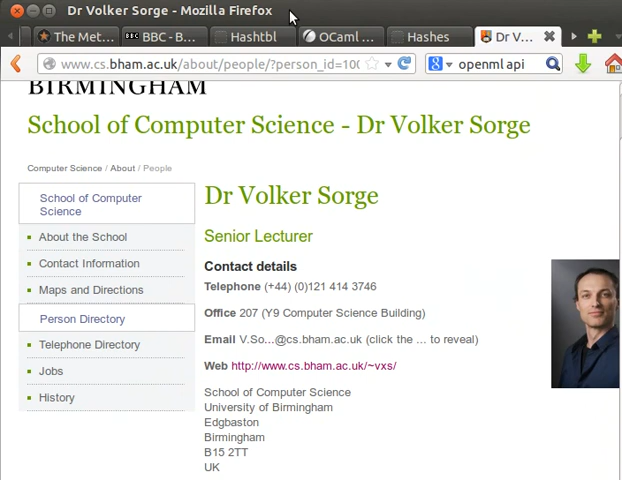 Dr Volker Sorge - Mozilla Firefox
The Met...
BBC BBC - B...
Hashtbl
OCaml ...
Hashes
Dr V...
www.cs.bham.ac.uk/about/people/?person_id=100
openml api
BIRMINGHAM
School of Computer Science - Dr Volker Sorge
Computer Science / About / People
School of Computer
Science
About the School
Contact Information
Maps and Directions
Person Directory
Telephone Directory
Jobs
History
Dr Volker Sorge
Senior Lecturer
Contact details
Telephone (+44) (0)121 414 3746
Office 207 (Y9 Computer Science Building)
Email V.So...@cs.bham.ac.uk (click the ... to reveal)
Web http://www.cs.bham.ac.uk/~vxs/
School of Computer Science
University of Birmingham
Edgbaston
Birmingham
B15 2TT
UK